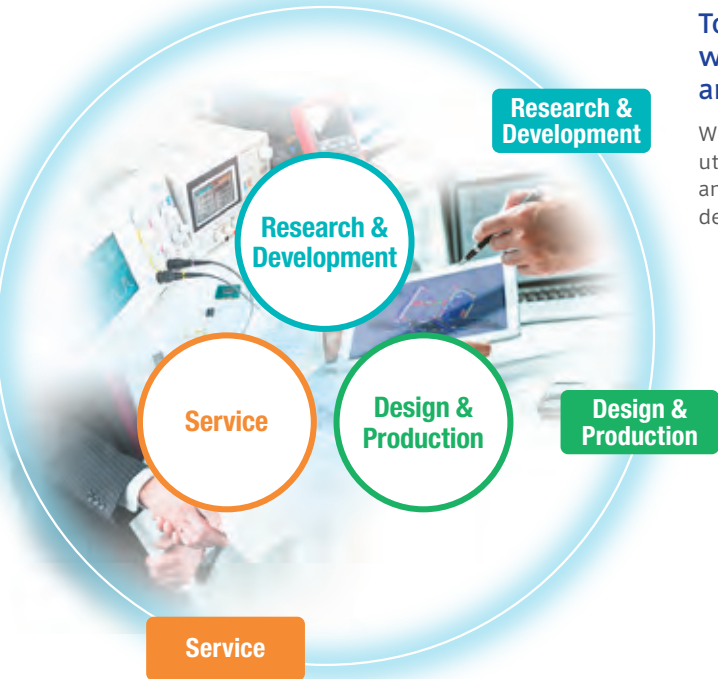 Research &
Development
Research &
Development
Service
Design &
Production
Design &
Production
Service